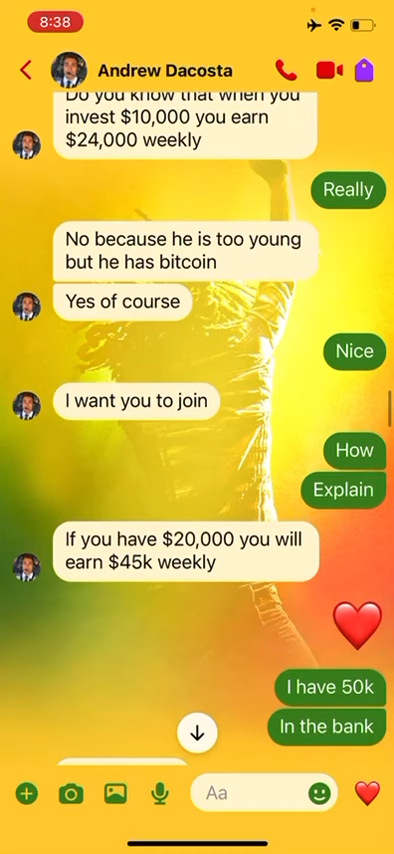 8:38
Andrew Dacosta
Do you know that when you
invest $10,000 you earn
$24,000 weekly
Really
No because he is too young
but he has bitcoin
Yes of course
Nice
I want you to join
How
Explain
If you have $20,000 you will
earn $45k weekly
I have 50k
In the bank
Aa